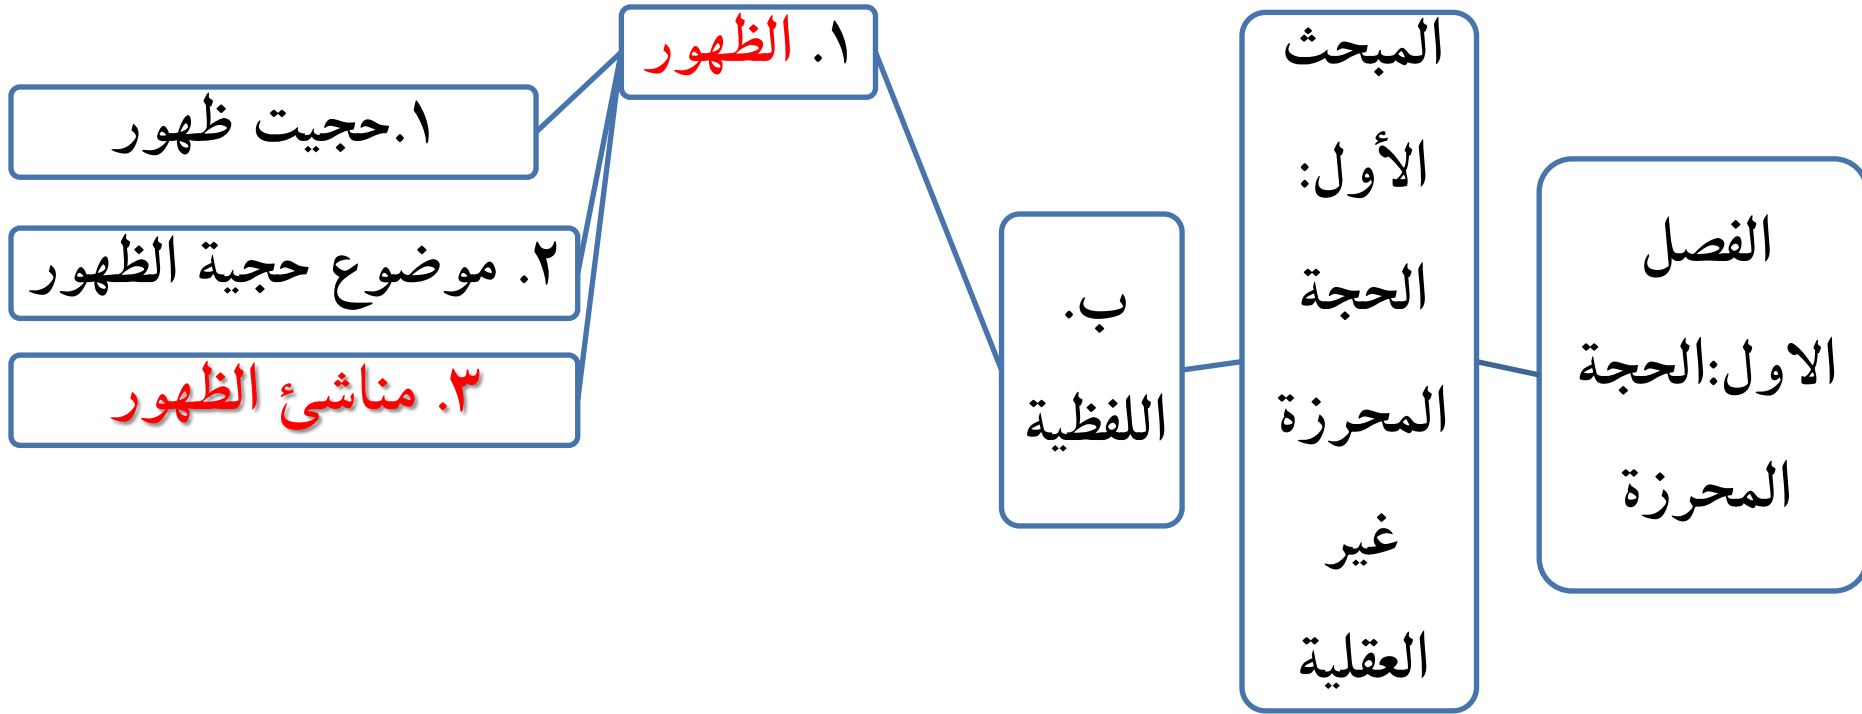 الفصل
الاول:الحجة
المحرزة
المبحث
الأول:
الحجة
المحرزة
غير
العقلية
ب.
اللفظية
١. الظهور
١.حجيت ظهور
٢. موضوع حجية الظهور
٣. مناشئ الظهور